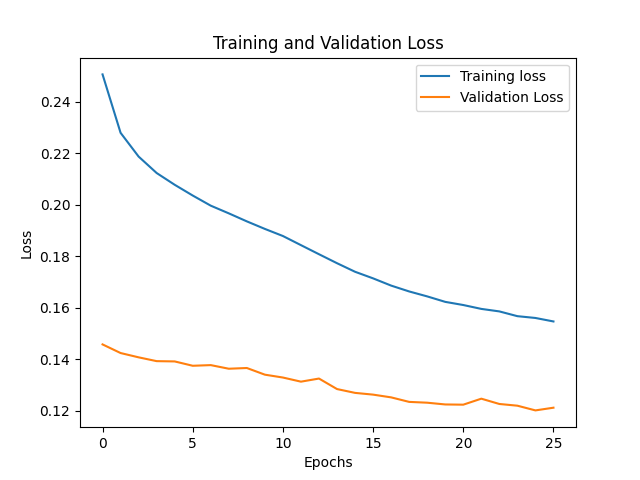 Training and Validation Loss
Training loss
Validation Loss
0.24
0.22
0.20
0.18
0.16
0.14
0.12
Loss
0
5
10
15
20
25
Epochs